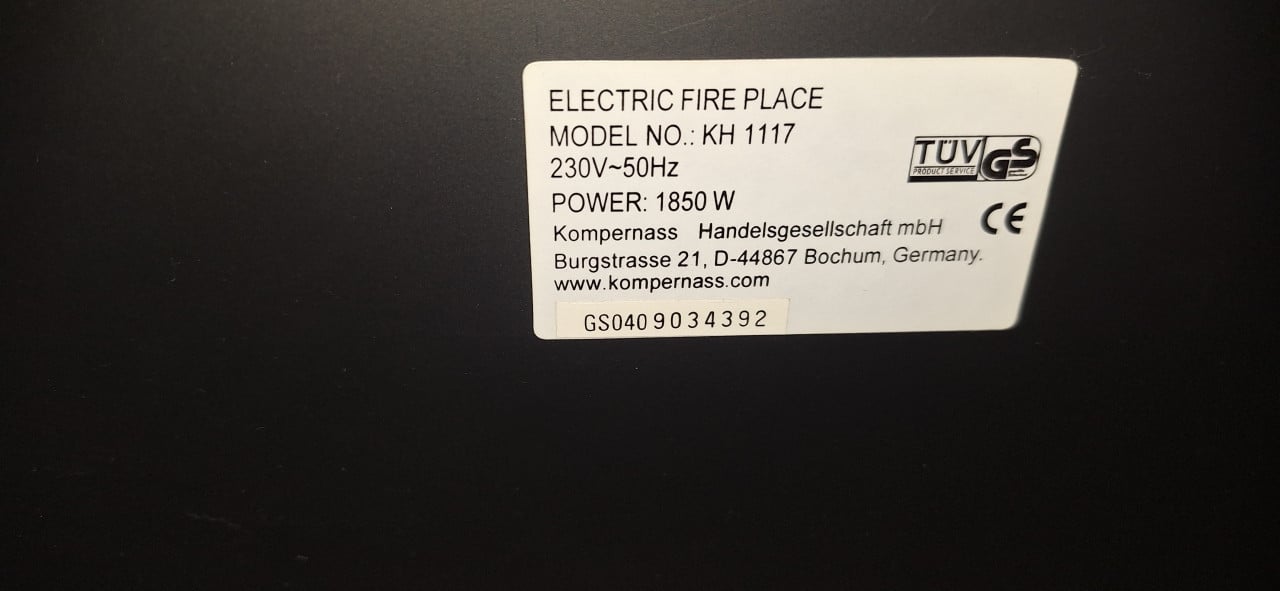 ELECTRIC FIRE PLACE
MODEL NO.: KH 1117
230V~50Hz
POWER: 1850 W
Kompernass Handelsgesellschaft mbH
Burgstrasse 21, D-44867 Bochum, Germany.
www.kompernass.com
GS0409034392
TÜV GS
PRODUCT SERVICE
CE